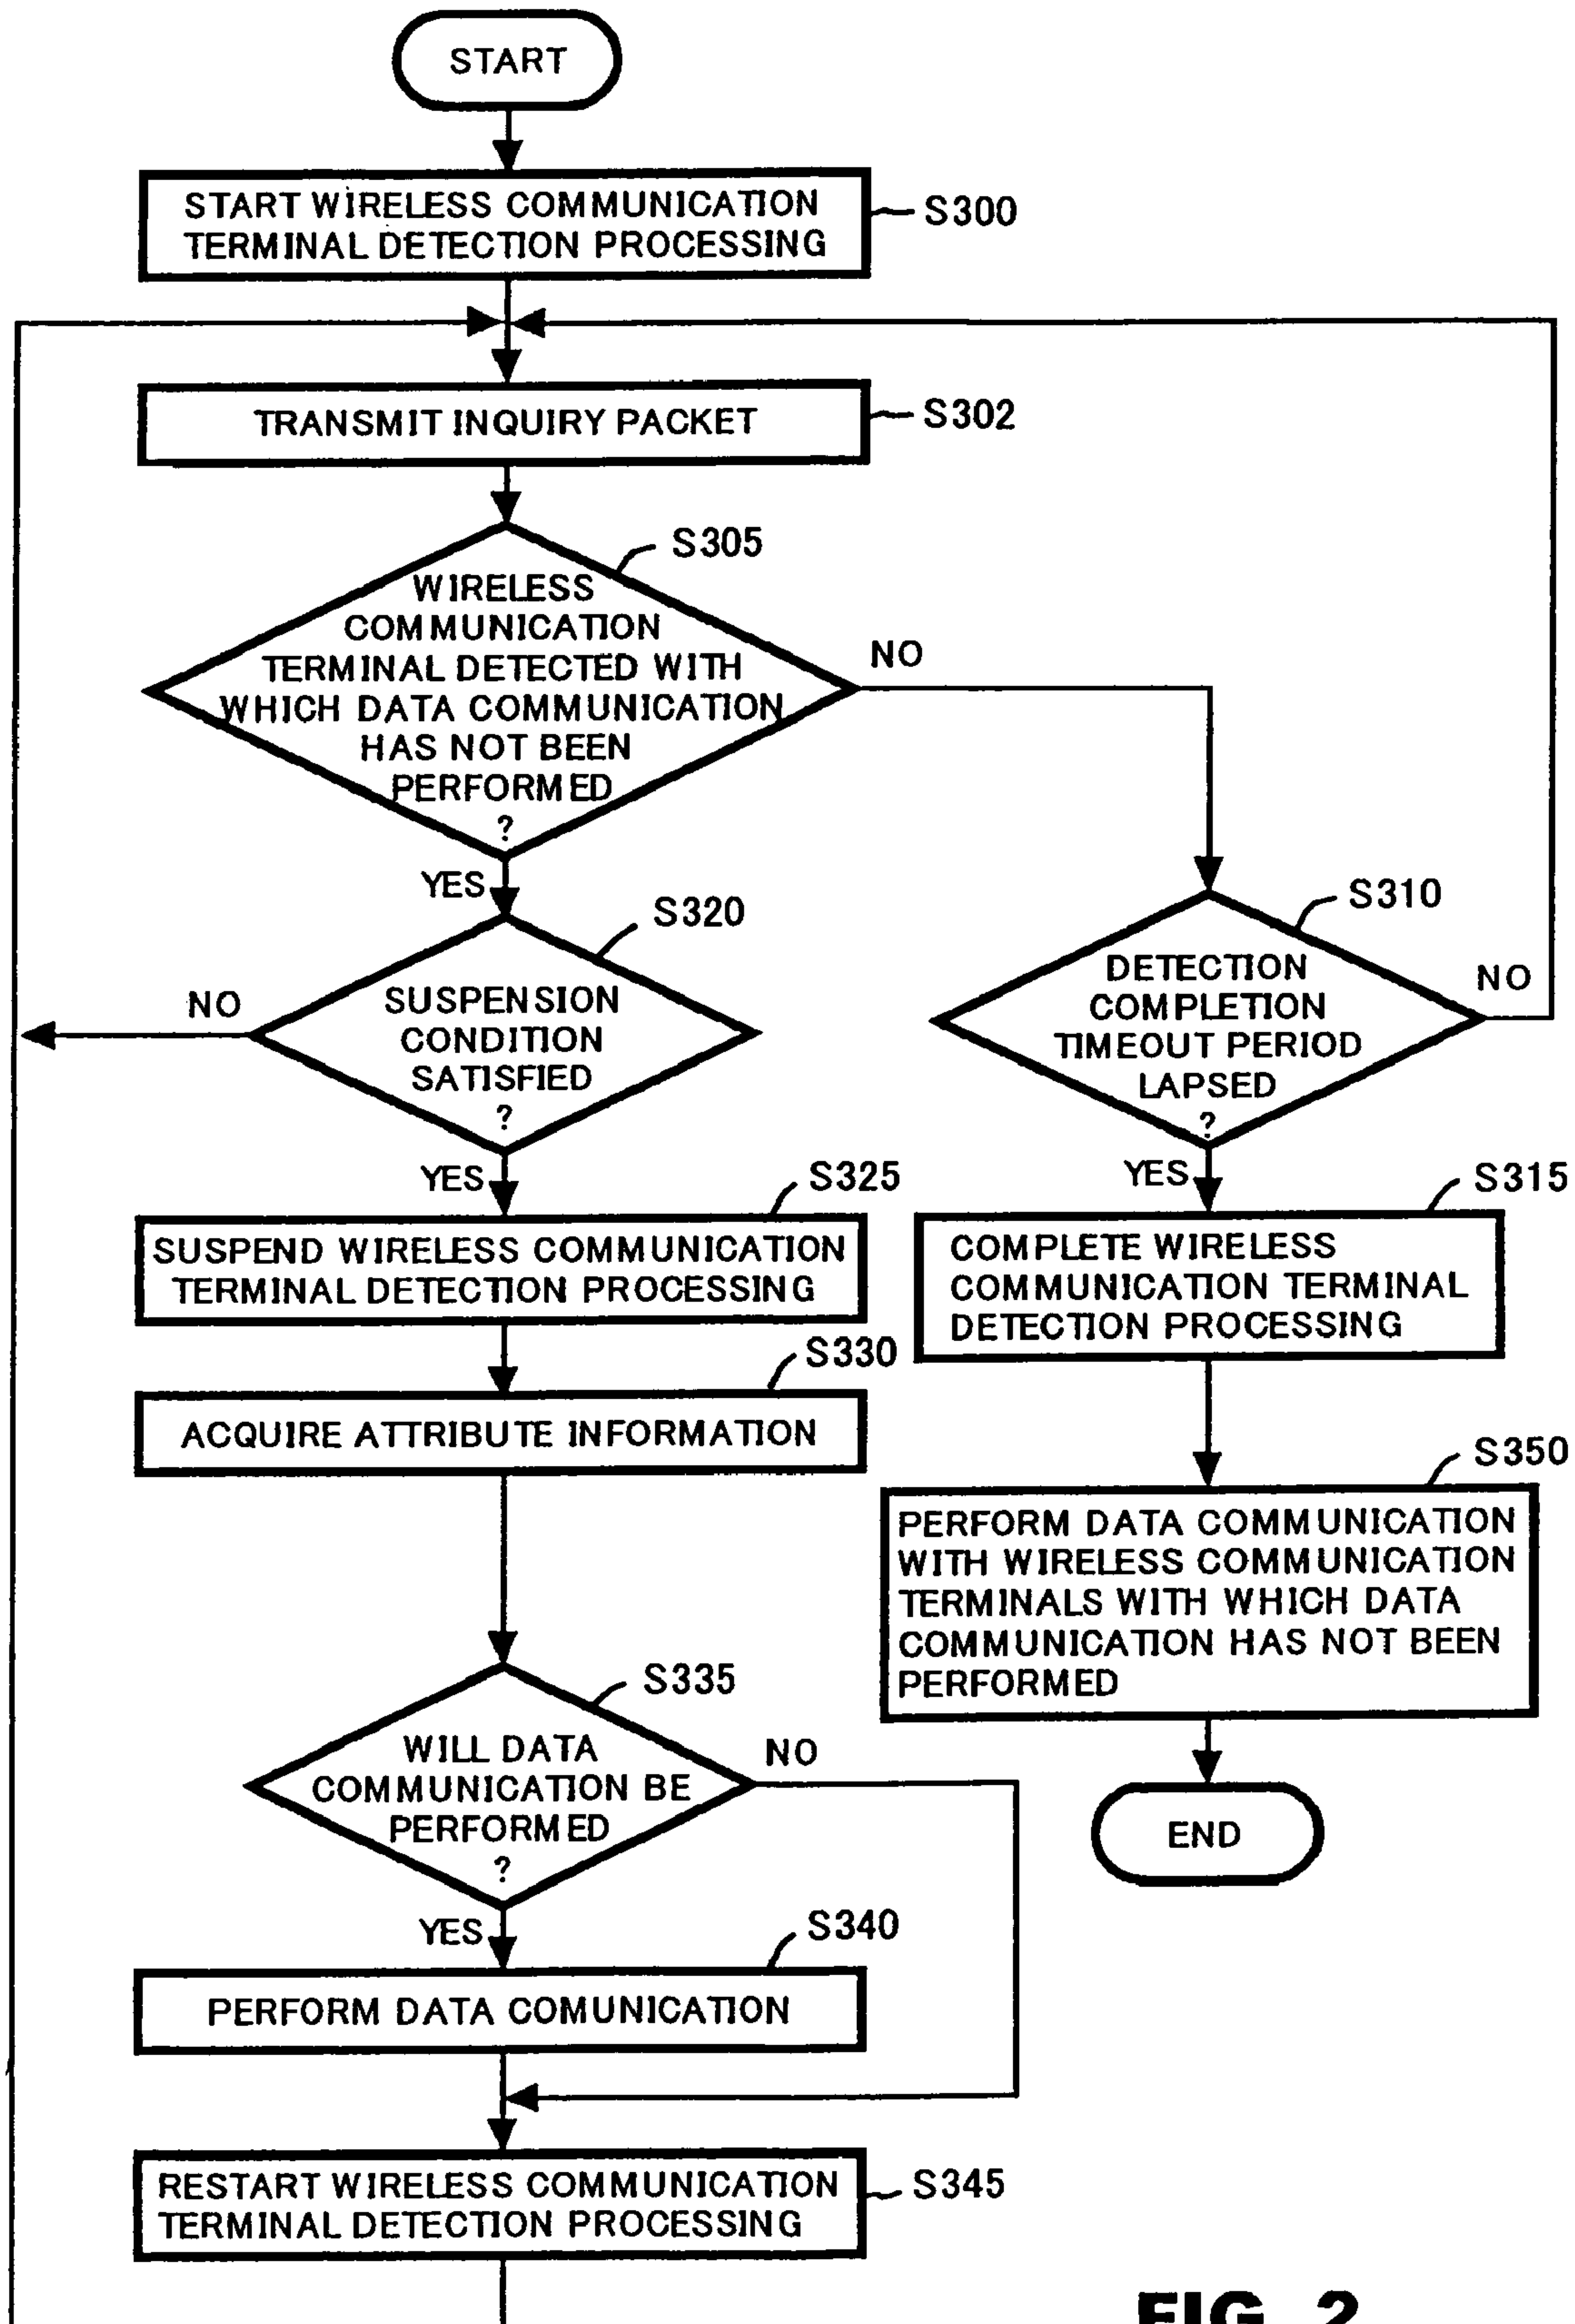 START
START WIRELESS COMMUNICATION
TERMINAL DETECTION PROCESSING
S300
TRANSMIT INQUIRY PACKET
S302
S305
WIRELESS
COMMUNICATION
TERMINAL DETECTED WITH
WHICH DATA COMMUNICATION
HAS NOT BEEN
PERFORMED
?
NO
YES
S310
DETECTION
COMPLETION
TIMEOUT PERIOD
LAPSED
?
NO
YES
S320
SUSPENSION
CONDITION
SATISFIED
?
NO
YES
S325
SUSPEND WIRELESS COMMUNICATION
TERMINAL DETECTION PROCESSING
S315
COMPLETE WIRELESS
COMMUNICATION TERMINAL
DETECTION PROCESSING
S330
ACQUIRE ATTRIBUTE INFORMATION
S350
PERFORM DATA COMMUNICATION
WITH WIRELESS COMMUNICATION
TERMINALS WITH WHICH DATA
COMMUNICATION HAS NOT BEEN
PERFORMED
S335
WILL DATA
COMMUNICATION BE
PERFORMED
?
NO
YES
END
S340
PERFORM DATA COMUNICATION
RESTART WIRELESS COMMUNICATION
TERMINAL DETECTION PROCESSING
S345
FIG. 2